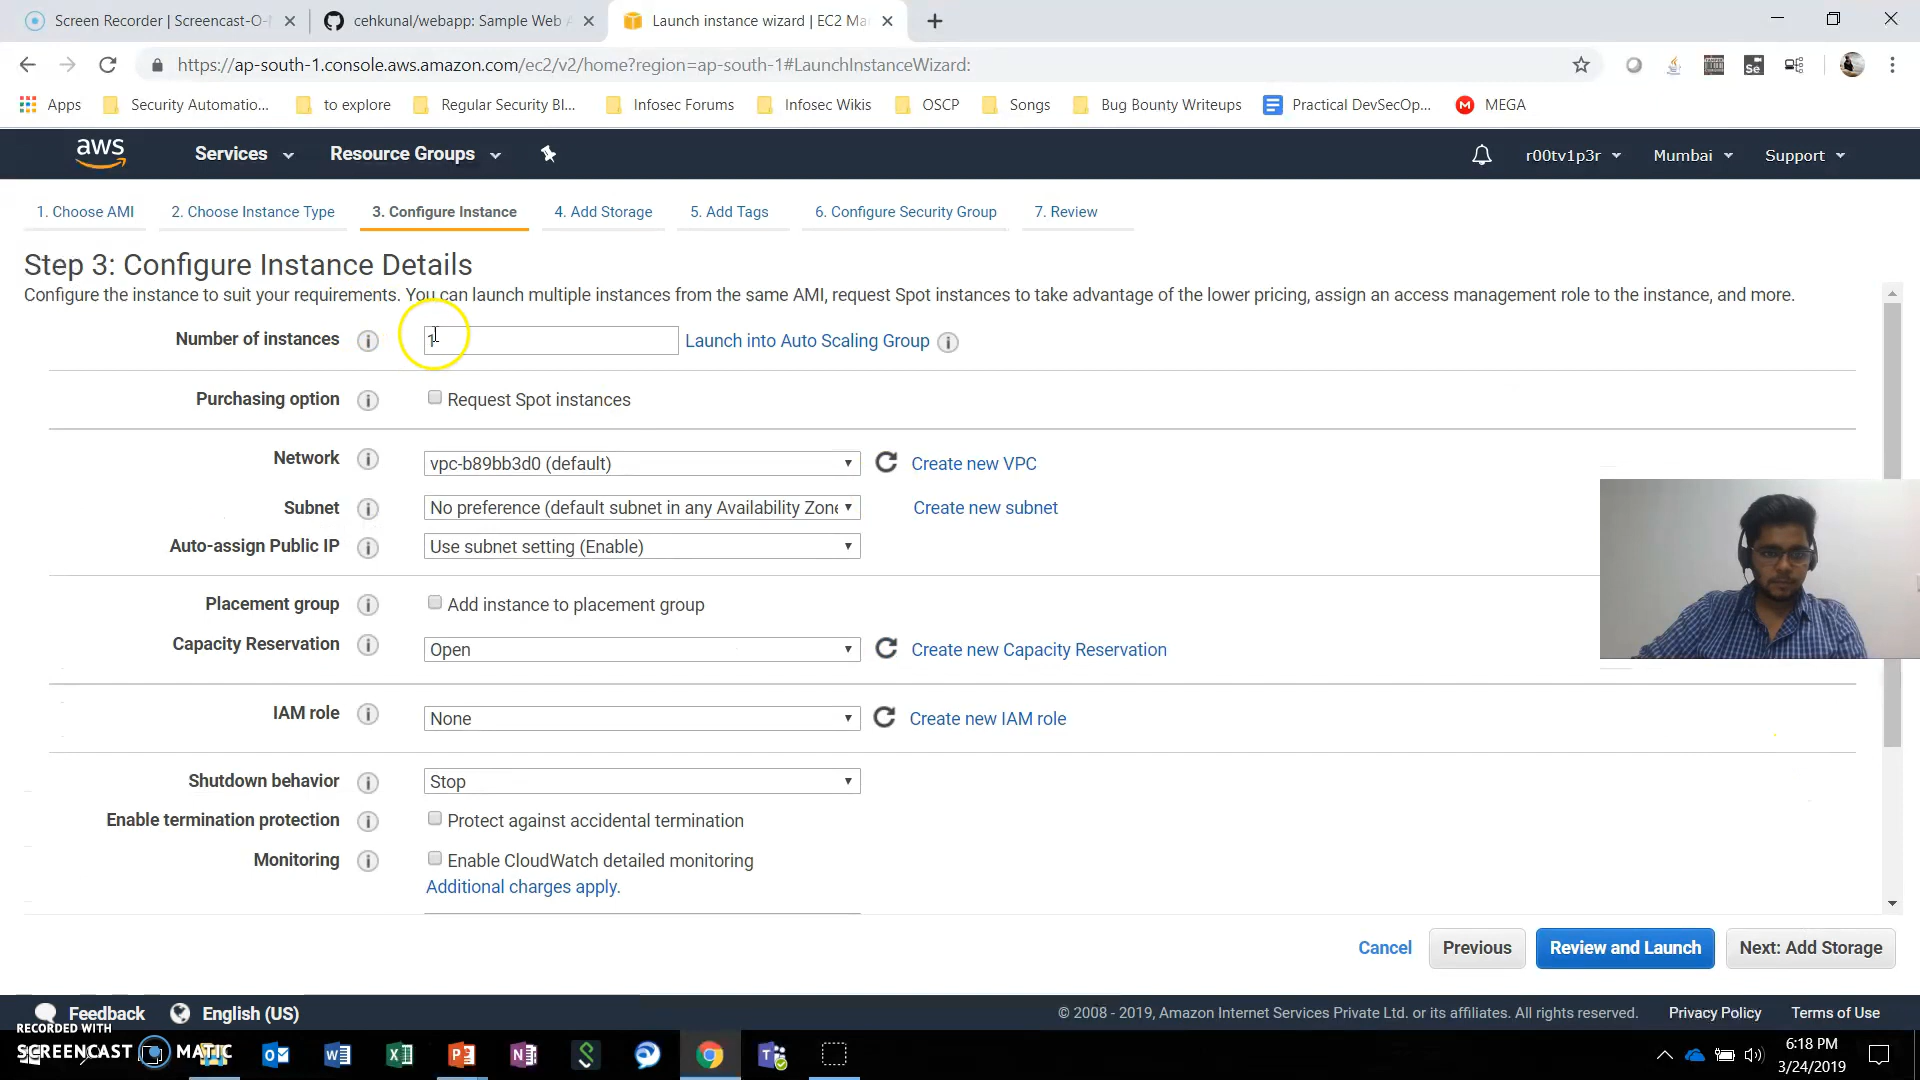 Screen Recorder | Screencast-O-
cehkunal/webapp: Sample Web A
Launch instance wizard | EC2 Ma
https://ap-south-1.console.aws.amazon.com/ec2/v2/home?region=ap-south-1#LaunchInstanceWizard:
Apps
Security Automatio...
to explore
Regular Security Bl...
Infosec Forums
Infosec Wikis
OSCP
Songs
Bug Bounty Writeups
Practical DevSecOp...
MEGA
aws
Services
Resource Groups
r00tv1p3r
Mumbai
Support
1. Choose AMI
2. Choose Instance Type
3. Configure Instance
4. Add Storage
5. Add Tags
6. Configure Security Group
7. Review
Step 3: Configure Instance Details
Configure the instance to suit your requirements. You can launch multiple instances from the same AMI, request Spot instances to take advantage of the lower pricing, assign an access management role to the instance, and more.
Number of instances
1
Launch into Auto Scaling Group
Purchasing option
Request Spot instances
Network
vpc-b89bb3d0 (default)
Create new VPC
Subnet
No preference (default subnet in any Availability Zone
Create new subnet
Auto-assign Public IP
Use subnet setting (Enable)
Placement group
Add instance to placement group
Capacity Reservation
Open
Create new Capacity Reservation
IAM role
None
Create new IAM role
Shutdown behavior
Stop
Enable termination protection
Protect against accidental termination
Monitoring
Enable CloudWatch detailed monitoring
Additional charges apply.
Cancel
Previous
Review and Launch
Next: Add Storage
Feedback
English (US)
© 2008 - 2019, Amazon Internet Services Private Ltd. or its affiliates. All rights reserved.
Privacy Policy
Terms of Use
RECORDED WITH
SCREENCAST MATIC
6:18 PM
3/24/2019